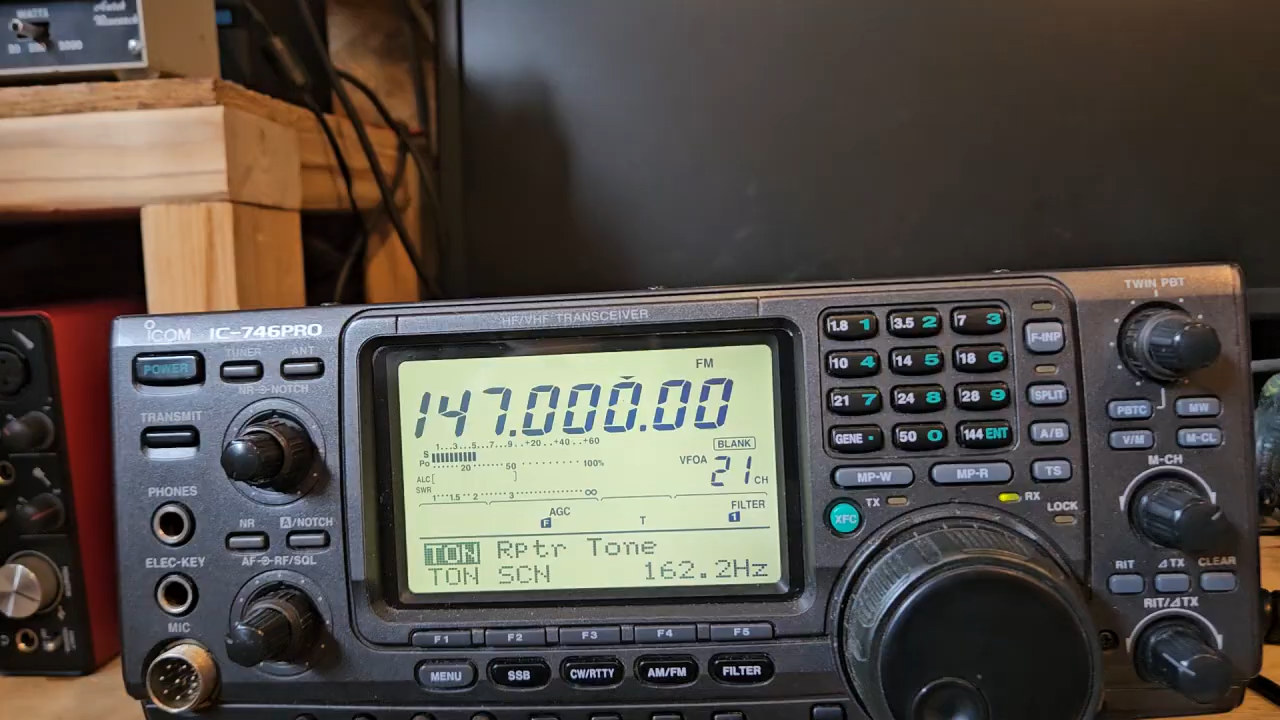 WATTS
20 200 2000
ICOM IC-746PRO
HF/VHF TRANSCEIVER
POWER
TUNER
ANT
NR
NOTCH
TRANSMIT
PHONES
NR
A/NOTCH
ELEC-KEY
AF RF/SQL
MIC
FM
147.000.00
S 1...3...5...7...9..+20..+40..+60
Po 20 50 100%
ALC
SWR 1 1.5 2 3 ∞
BLANK
VFOA 21 CH
AGC
F
T
FILTER
1
TON Rptr Tone
TON SCN 162.2Hz
F1 F2 F3 F4 F5
MENU SSB CW/RTTY AM/FM FILTER
1.8 1 3.5 2 7 3
10 4 14 5 18 6
21 7 24 8 28 9
GENE · 50 0 144 ENT
F-INP
SPLIT
A/B
MP-W MP-R TS
XFC
TX
RX
LOCK
TWIN PBT
PBTC MW
V/M M-CL
M-CH
RIT ⊿TX CLEAR
RIT/⊿TX